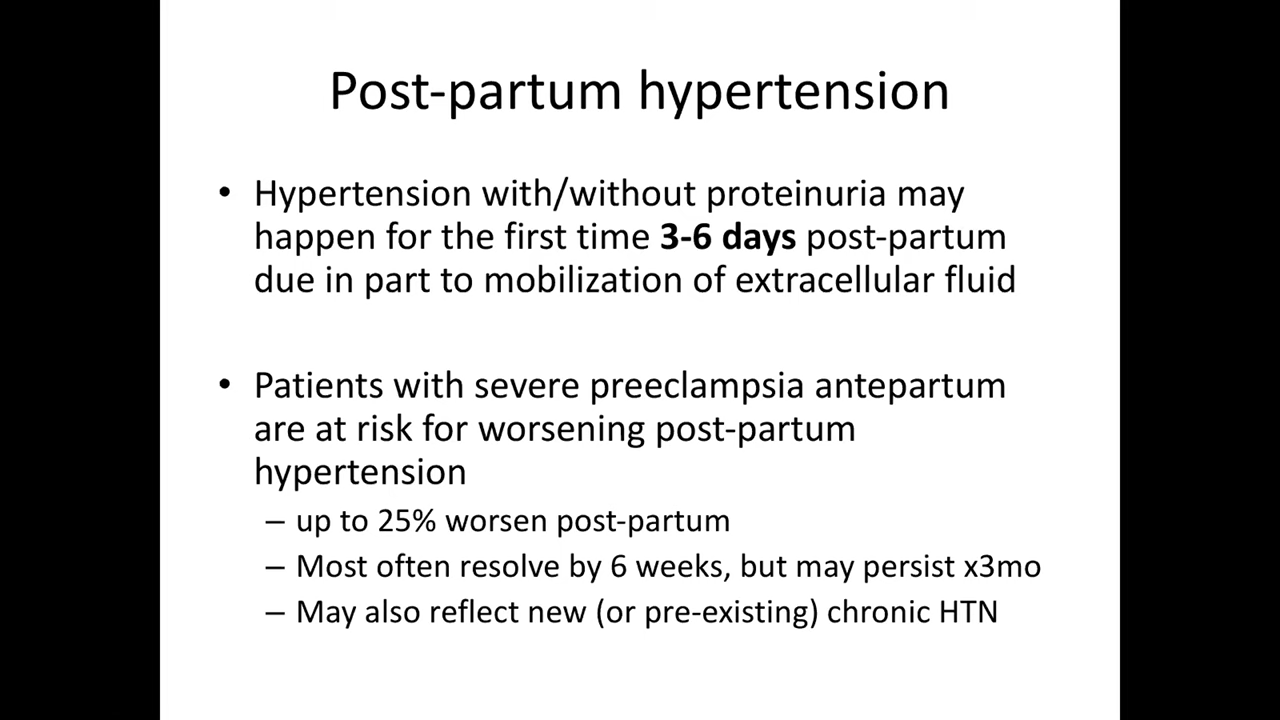 Post-partum hypertension
• Hypertension with/without proteinuria may
happen for the first time 3-6 days post-partum
due in part to mobilization of extracellular fluid
• Patients with severe preeclampsia antepartum
are at risk for worsening post-partum
hypertension
– up to 25% worsen post-partum
– Most often resolve by 6 weeks, but may persist x3mo
– May also reflect new (or pre-existing) chronic HTN